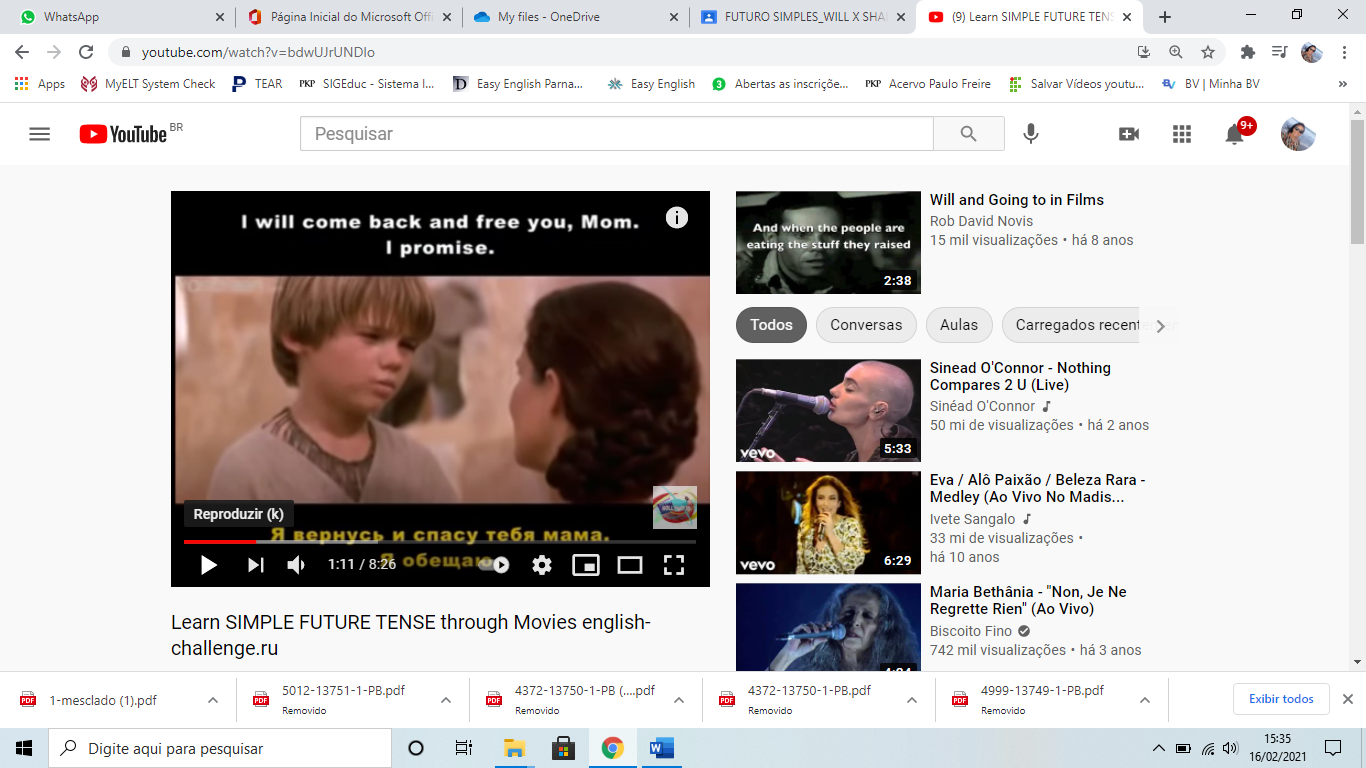 WhatsApp
Página Inicial do Microsoft Offi
My files - OneDrive
FUTURO SIMPLES_WILL X SHA
(9) Learn SIMPLE FUTURE TENS
youtube.com/watch?v=bdwUJrUNDIo
Apps
MyELT System Check
TEAR
PKP SIGEduc - Sistema I...
Easy English Parna...
Easy English
3 Abertas as inscriçõe...
PKP Acervo Paulo Freire
Salvar Vídeos youtu...
BV | Minha BV
YouTube BR
Pesquisar
9+
I will come back and free you, Mom.
I promise.
Reproduzir (k)
Я вернусь и спасу тебя мама.
Я обещаю
1:11 / 8:26
Learn SIMPLE FUTURE TENSE through Movies english-
challenge.ru
And when the people are
eating the stuff they raised
2:38
Will and Going to in Films
Rob David Novis
15 mil visualizações • há 8 anos
Todos
Conversas
Aulas
Carregados recent
vevo
5:33
Sinead O'Connor - Nothing
Compares 2 U (Live)
Sinéad O'Connor
50 mi de visualizações • há 2 anos
vevo
6:29
Eva / Alô Paixão / Beleza Rara -
Medley (Ao Vivo No Madis...
Ivete Sangalo
33 mi de visualizações •
há 10 anos
Maria Bethânia - "Non, Je Ne
Regrette Rien" (Ao Vivo)
Biscoito Fino
742 mil visualizações • há 3 anos
1-mesclado (1).pdf
5012-13751-1-PB.pdf
Removido
4372-13750-1-PB (....pdf
Removido
4372-13750-1-PB.pdf
Removido
4999-13749-1-PB.pdf
Removido
Exibir todos
Digite aqui para pesquisar
15:35
16/02/2021